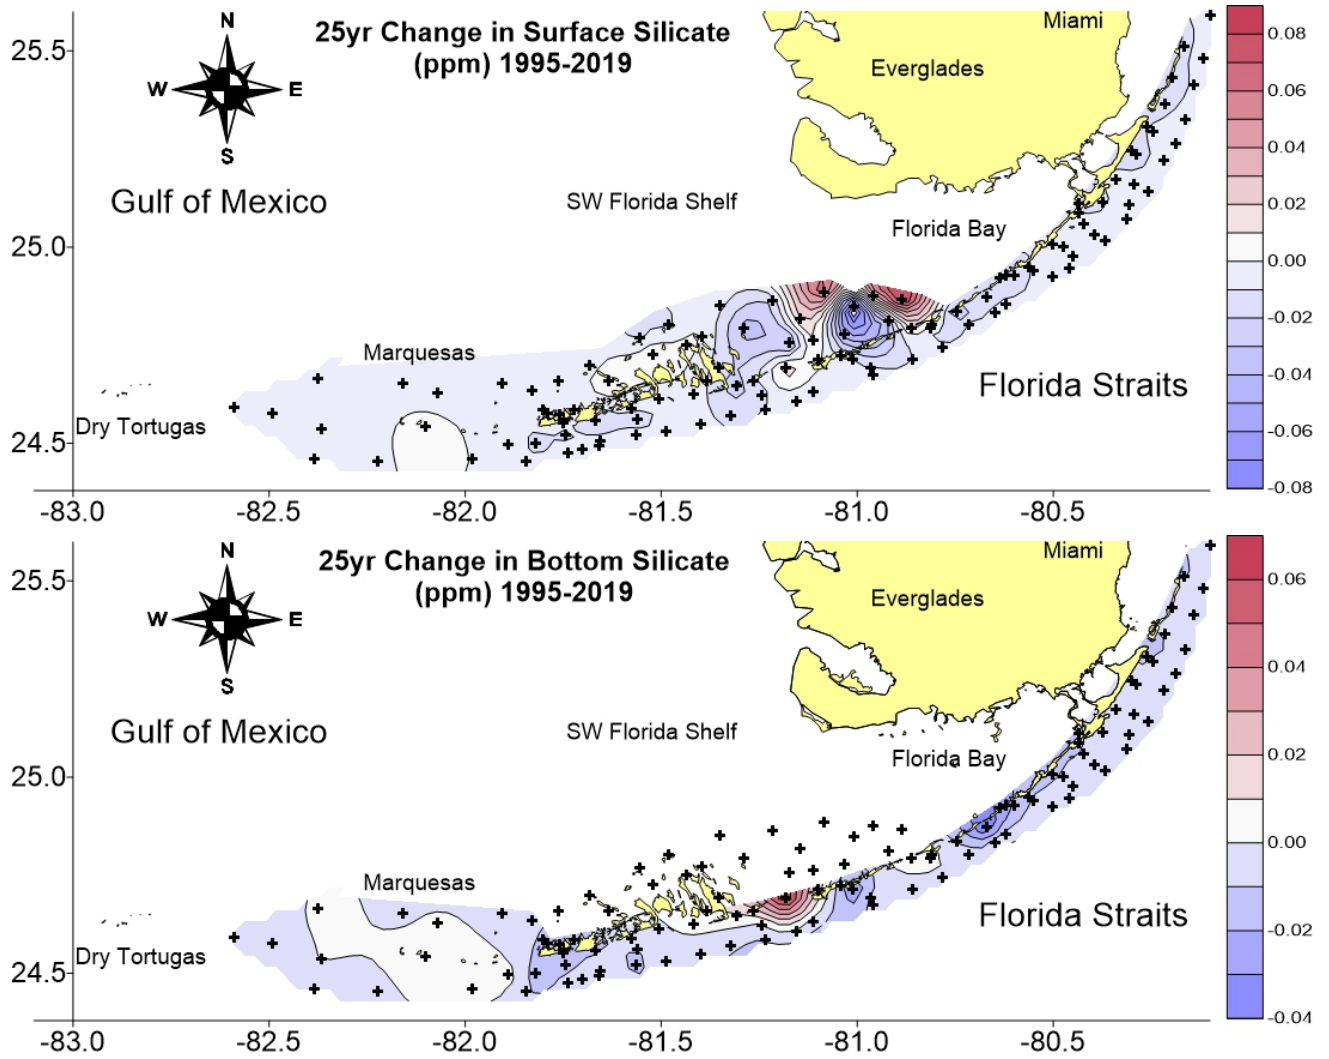 25yr Change in Surface Silicate
(ppm) 1995-2019
N
W
E
S
Gulf of Mexico
SW Florida Shelf
Everglades
Miami
Florida Bay
Marquesas
Dry Tortugas
Florida Straits
25.5
25.0
24.5
-83.0
-82.5
-82.0
-81.5
-81.0
-80.5
0.08
0.06
0.04
0.02
0.00
-0.02
-0.04
-0.06
-0.08
25yr Change in Bottom Silicate
(ppm) 1995-2019
N
W
E
S
Gulf of Mexico
SW Florida Shelf
Everglades
Miami
Florida Bay
Marquesas
Dry Tortugas
Florida Straits
25.5
25.0
24.5
-83.0
-82.5
-82.0
-81.5
-81.0
-80.5
0.06
0.04
0.02
0.00
-0.02
-0.04